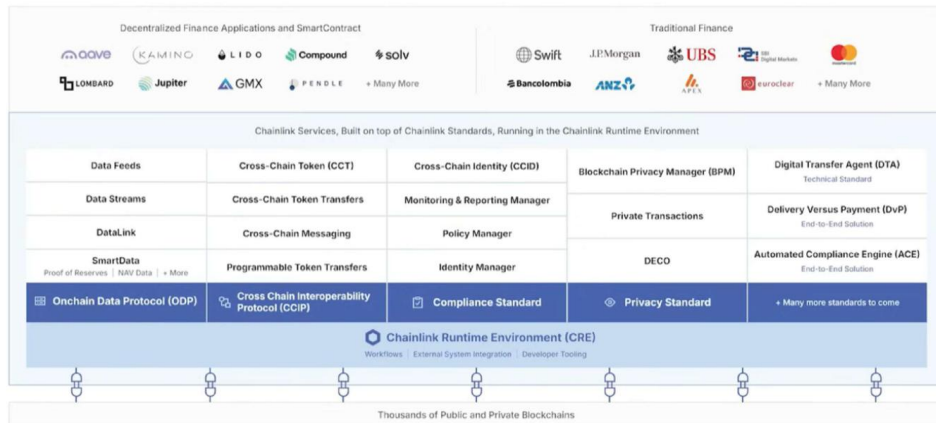 Decentralized Finance Applications and SmartContract
Traditional Finance
aave KAMINO LIDO Compound solv
LOMBARD Jupiter GMX PENDLE + Many More
Swift J.P.Morgan UBS SBI Digital Markets mastercard
Bancolombia ANZ APEX euroclear + Many More
Chainlink Services, Built on top of Chainlink Standards, Running in the Chainlink Runtime Environment
Data Feeds
Data Streams
DataLink
SmartData
Proof of Reserves | NAV Data | + More
Onchain Data Protocol (ODP)
Cross-Chain Token (CCT)
Cross-Chain Token Transfers
Cross-Chain Messaging
Programmable Token Transfers
Cross Chain Interoperability
Protocol (CCIP)
Cross-Chain Identity (CCID)
Monitoring & Reporting Manager
Policy Manager
Identity Manager
Compliance Standard
Blockchain Privacy Manager (BPM)
Private Transactions
DECO
Privacy Standard
Digital Transfer Agent (DTA)
Technical Standard
Delivery Versus Payment (DvP)
End-to-End Solution
Automated Compliance Engine (ACE)
End-to-End Solution
+ Many more standards to come
Chainlink Runtime Environment (CRE)
Workflows | External System Integration | Developer Tooling
Thousands of Public and Private Blockchains